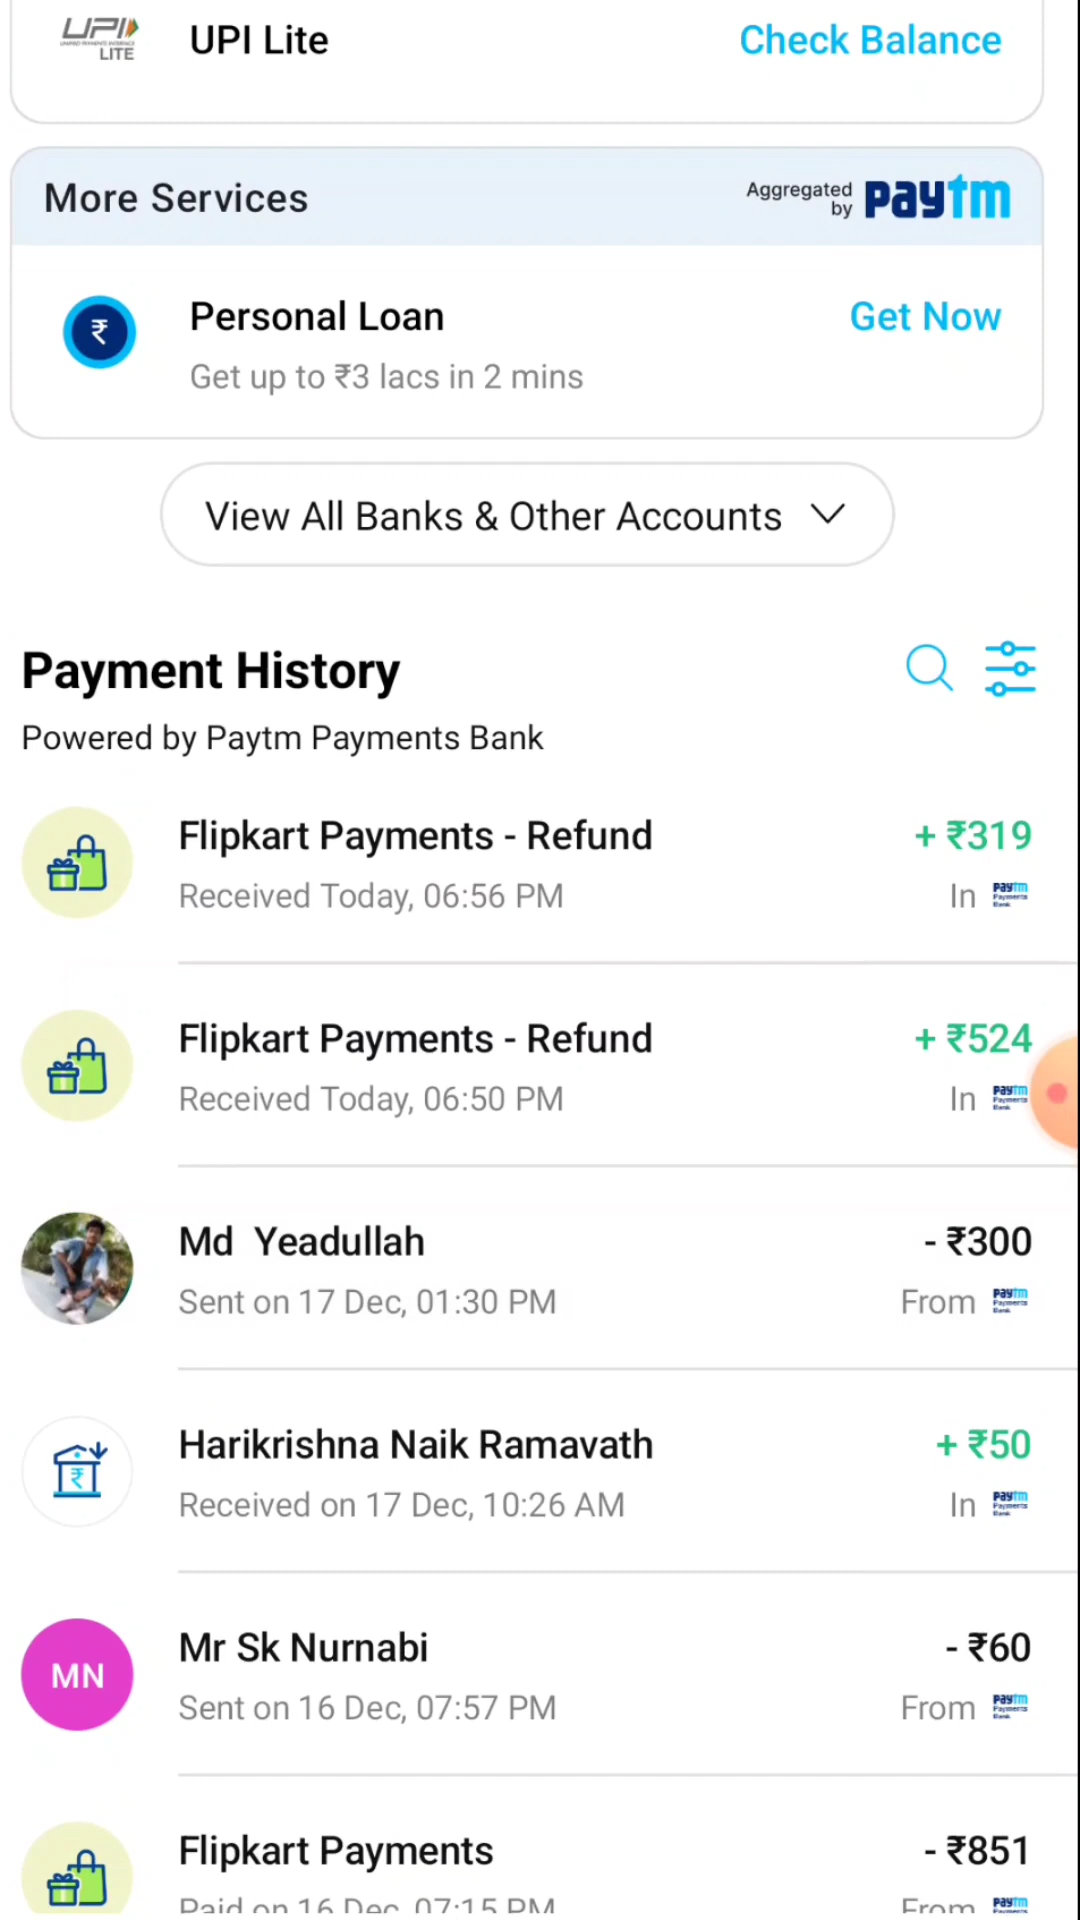 UPI
UNIFIED PAYMENTS INTERFACE
LITE
UPI Lite
Check Balance
More Services
Aggregated by paytm
Personal Loan
Get Now
Get up to ₹3 lacs in 2 mins
View All Banks & Other Accounts
Payment History
Powered by Paytm Payments Bank
Flipkart Payments - Refund
+ ₹319
Received Today, 06:56 PM
In paytm Payments Bank
Flipkart Payments - Refund
+ ₹524
Received Today, 06:50 PM
In paytm Payments Bank
Md Yeadullah
- ₹300
Sent on 17 Dec, 01:30 PM
From paytm Payments Bank
Harikrishna Naik Ramavath
+ ₹50
Received on 17 Dec, 10:26 AM
In paytm Payments Bank
MN
Mr Sk Nurnabi
- ₹60
Sent on 16 Dec, 07:57 PM
From paytm Payments Bank
Flipkart Payments
- ₹851
Paid on 16 Dec, 07:15 PM
From paytm Payments